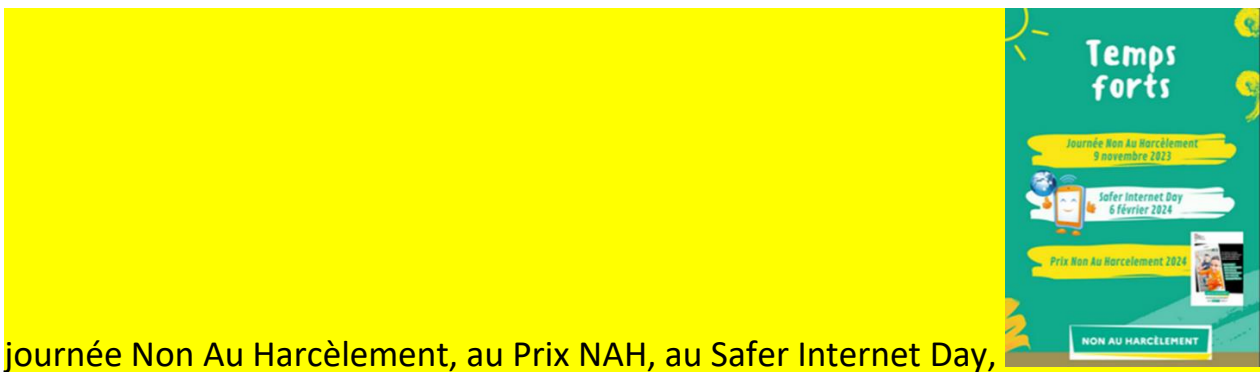 Temps
forts
Journée Non Au Harcèlement
9 novembre 2023
Safer Internet Day
6 février 2024
Prix Non Au Harcelement 2024
NON AU HARCÈLEMENT
journée Non Au Harcèlement, au Prix NAH, au Safer Internet Day,